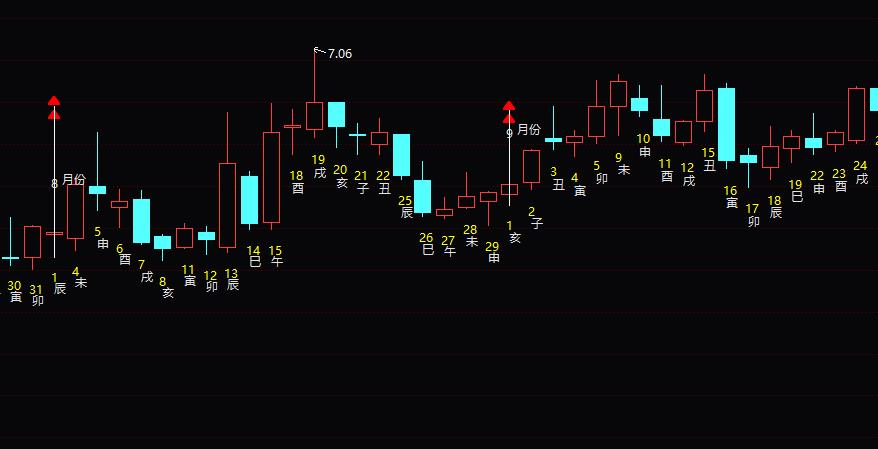 7.06
8 月份
9 月份
30 寅
31 卯
1 辰
4 未
5 申
6 酉
7 戌
8 亥
11 寅
12 卯
13 辰
14 巳
15 午
18 酉
19 戌
20 亥
21 子
22 丑
25 辰
26 巳
27 午
28 未
29 申
1 亥
2 子
3 丑
4 寅
5 卯
9 未
10 申
11 酉
12 戌
15 丑
16 寅
17 卯
18 辰
19 巳
22 申
23 酉
24 戌